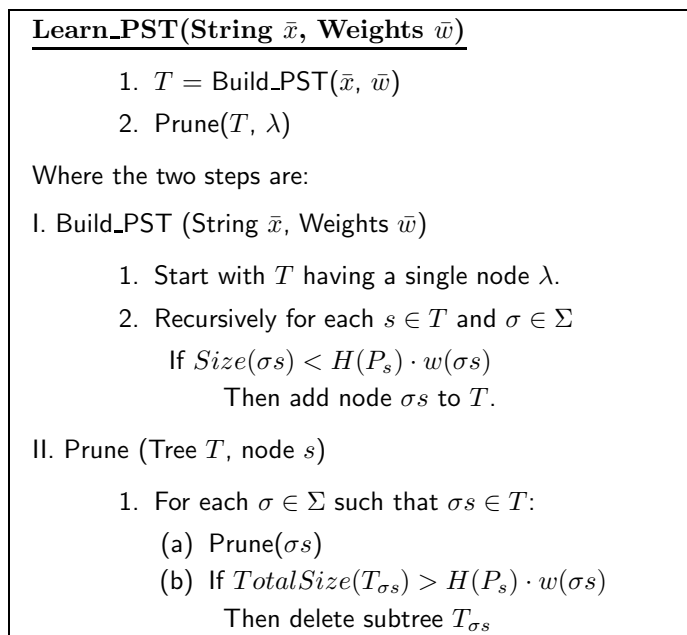 Learn_PST(String x̄, Weights w̄)
1. T = Build_PST(x̄, w̄)
2. Prune(T, λ)
Where the two steps are:
I. Build_PST (String x̄, Weights w̄)
1. Start with T having a single node λ.
2. Recursively for each s ∈ T and σ ∈ Σ
If Size(σs) < H(P_s) · w(σs)
Then add node σs to T.
II. Prune (Tree T, node s)
1. For each σ ∈ Σ such that σs ∈ T:
(a) Prune(σs)
(b) If TotalSize(T_σs) > H(P_s) · w(σs)
Then delete subtree T_σs